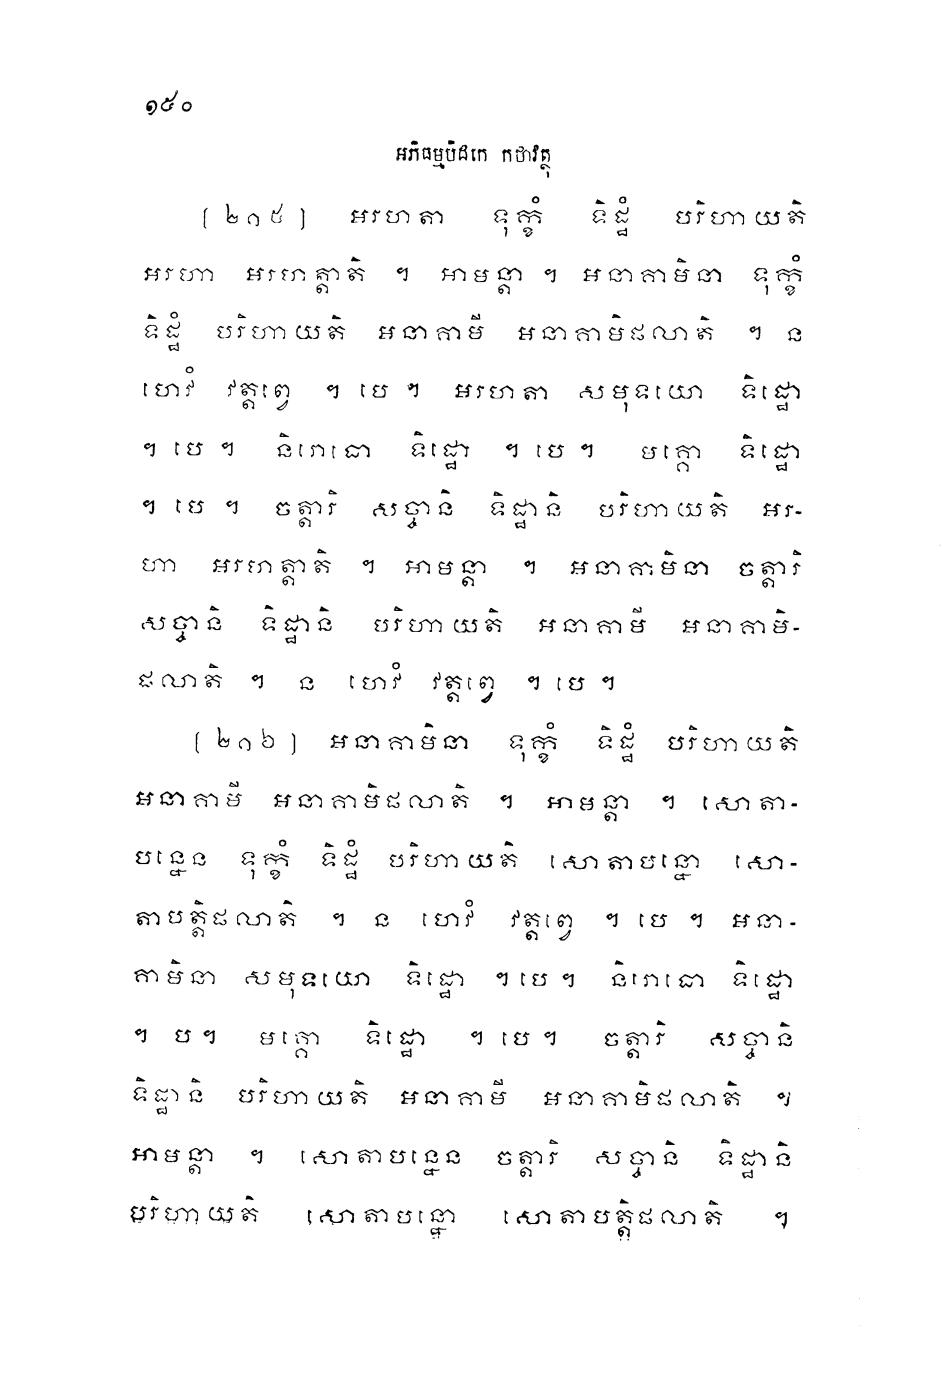 ១៥០
អភិធម្មបិដកេ កថាវត្ថុ
[២១៥] អរហតា ទុក្ខំ ទិដ្ឋំ បរិហាយតិ
អរហា អរហត្តាតិ ។ អាមន្តា ។ អនាគាមិនា ទុក្ខំ
ទិដ្ឋំ បរិហាយតិ អនាគាមី អនាគាមិផលាតិ ។ ន
ហេវំ វត្តព្វេ ។ បេ ។ អរហតា សមុទយោ ទិដ្ឋោ
។ បេ ។ និរោធោ ទិដ្ឋោ ។ បេ ។ មគ្គោ ទិដ្ឋោ
។ បេ ។ ចត្តារិ សច្ចានិ ទិដ្ឋានិ បរិហាយតិ អរ-
ហា អរហត្តាតិ ។ អាមន្តា ។ អនាគាមិនា ចត្តារិ
សច្ចានិ ទិដ្ឋានិ បរិហាយតិ អនាគាមី អនាគាមិ-
ផលាតិ ។ ន ហេវំ វត្តព្វេ ។ បេ ។
[២១៦] អនាគាមិនា ទុក្ខំ ទិដ្ឋំ បរិហាយតិ
អនាគាមី អនាគាមិផលាតិ ។ អាមន្តា ។ សោតា-
បន្នេន ទុក្ខំ ទិដ្ឋំ បរិហាយតិ សោតាបន្នោ សោ-
តាបត្តិផលាតិ ។ ន ហេវំ វត្តព្វេ ។ បេ ។ អនា-
គាមិនា សមុទយោ ទិដ្ឋោ ។ បេ ។ និរោធោ ទិដ្ឋោ
។ ប ។ មគ្គោ ទិដ្ឋោ ។ បេ ។ ចត្តារិ សច្ចានិ
ទិដ្ឋានិ បរិហាយតិ អនាគាមី អនាគាមិផលាតិ ។
អាមន្តា ។ សោតាបន្នេន ចត្តារិ សច្ចានិ ទិដ្ឋានិ
បរិហាយតិ សោតាបន្នោ សោតាបត្តិផលាតិ ។